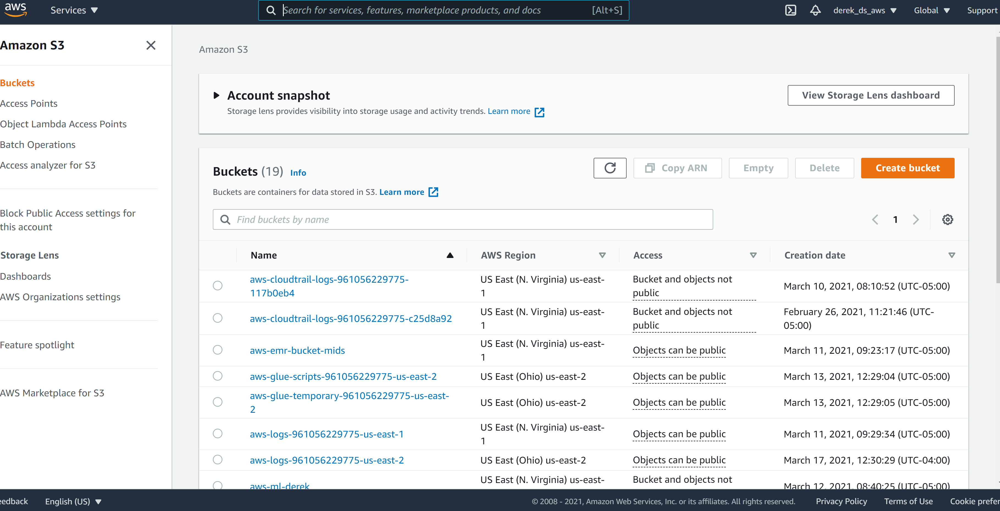 aws
Services
Search for services, features, marketplace products, and docs [Alt+S]
derek_ds_aws
Global
Support
Amazon S3
Buckets
Access Points
Object Lambda Access Points
Batch Operations
Access analyzer for S3
Block Public Access settings for
this account
Storage Lens
Dashboards
AWS Organizations settings
Feature spotlight
AWS Marketplace for S3
Amazon S3
Account snapshot
View Storage Lens dashboard
Storage lens provides visibility into storage usage and activity trends. Learn more
Buckets (19) Info
Copy ARN
Empty
Delete
Create bucket
Buckets are containers for data stored in S3. Learn more
Find buckets by name
1
Name AWS Region Access Creation date
aws-cloudtrail-logs-961056229775-
117b0eb4
US East (N. Virginia) us-east-
1
Bucket and objects not
public
March 10, 2021, 08:10:52 (UTC-05:00)
aws-cloudtrail-logs-961056229775-c25d8a92
US East (N. Virginia) us-east-
1
Bucket and objects not
public
February 26, 2021, 11:21:46 (UTC-
05:00)
aws-emr-bucket-mids
US East (N. Virginia) us-east-
1
Objects can be public
March 11, 2021, 09:23:17 (UTC-05:00)
aws-glue-scripts-961056229775-us-east-2
US East (Ohio) us-east-2
Objects can be public
March 13, 2021, 12:29:04 (UTC-05:00)
aws-glue-temporary-961056229775-us-east-
2
US East (Ohio) us-east-2
Objects can be public
March 13, 2021, 12:29:05 (UTC-05:00)
aws-logs-961056229775-us-east-1
US East (N. Virginia) us-east-
1
Objects can be public
March 11, 2021, 09:29:34 (UTC-05:00)
aws-logs-961056229775-us-east-2
US East (Ohio) us-east-2
Objects can be public
March 17, 2021, 12:30:29 (UTC-04:00)
aws-ml-derek
US East (N. Virginia) us-east-
Bucket and objects not
March 12, 2021, 08:40:25 (UTC-05:00)
eedback
English (US)
© 2008 - 2021, Amazon Web Services, Inc. or its affiliates. All rights reserved.
Privacy Policy
Terms of Use
Cookie prefer